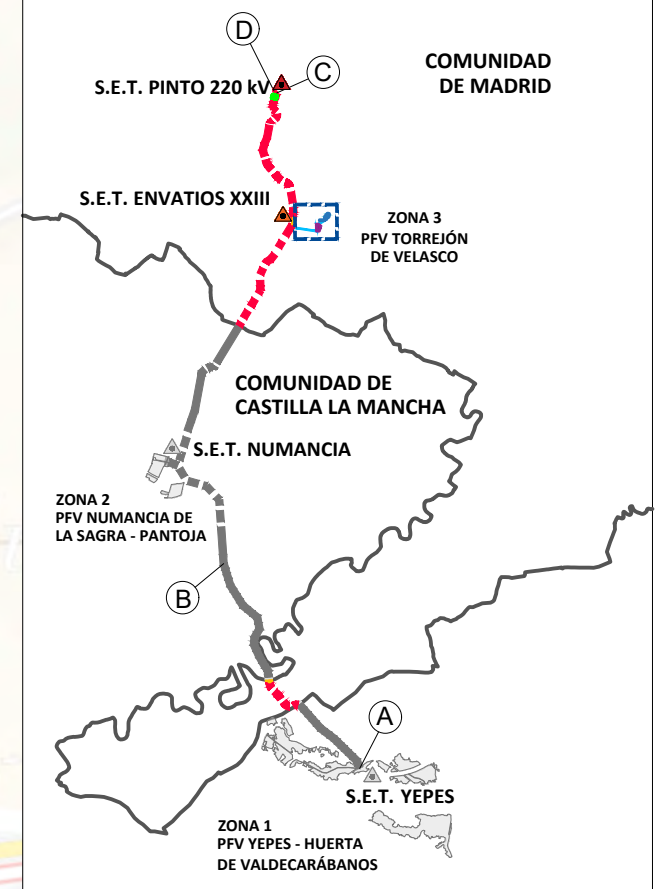 D
C
COMUNIDAD
DE MADRID
S.E.T. PINTO 220 kV
S.E.T. ENVATIOS XXIII
ZONA 3
PFV TORREJÓN
DE VELASCO
COMUNIDAD DE
CASTILLA LA MANCHA
S.E.T. NUMANCIA
ZONA 2
PFV NUMANCIA DE
LA SAGRA - PANTOJA
B
A
S.E.T. YEPES
ZONA 1
PFV YEPES - HUERTA
DE VALDECARÁBANOS